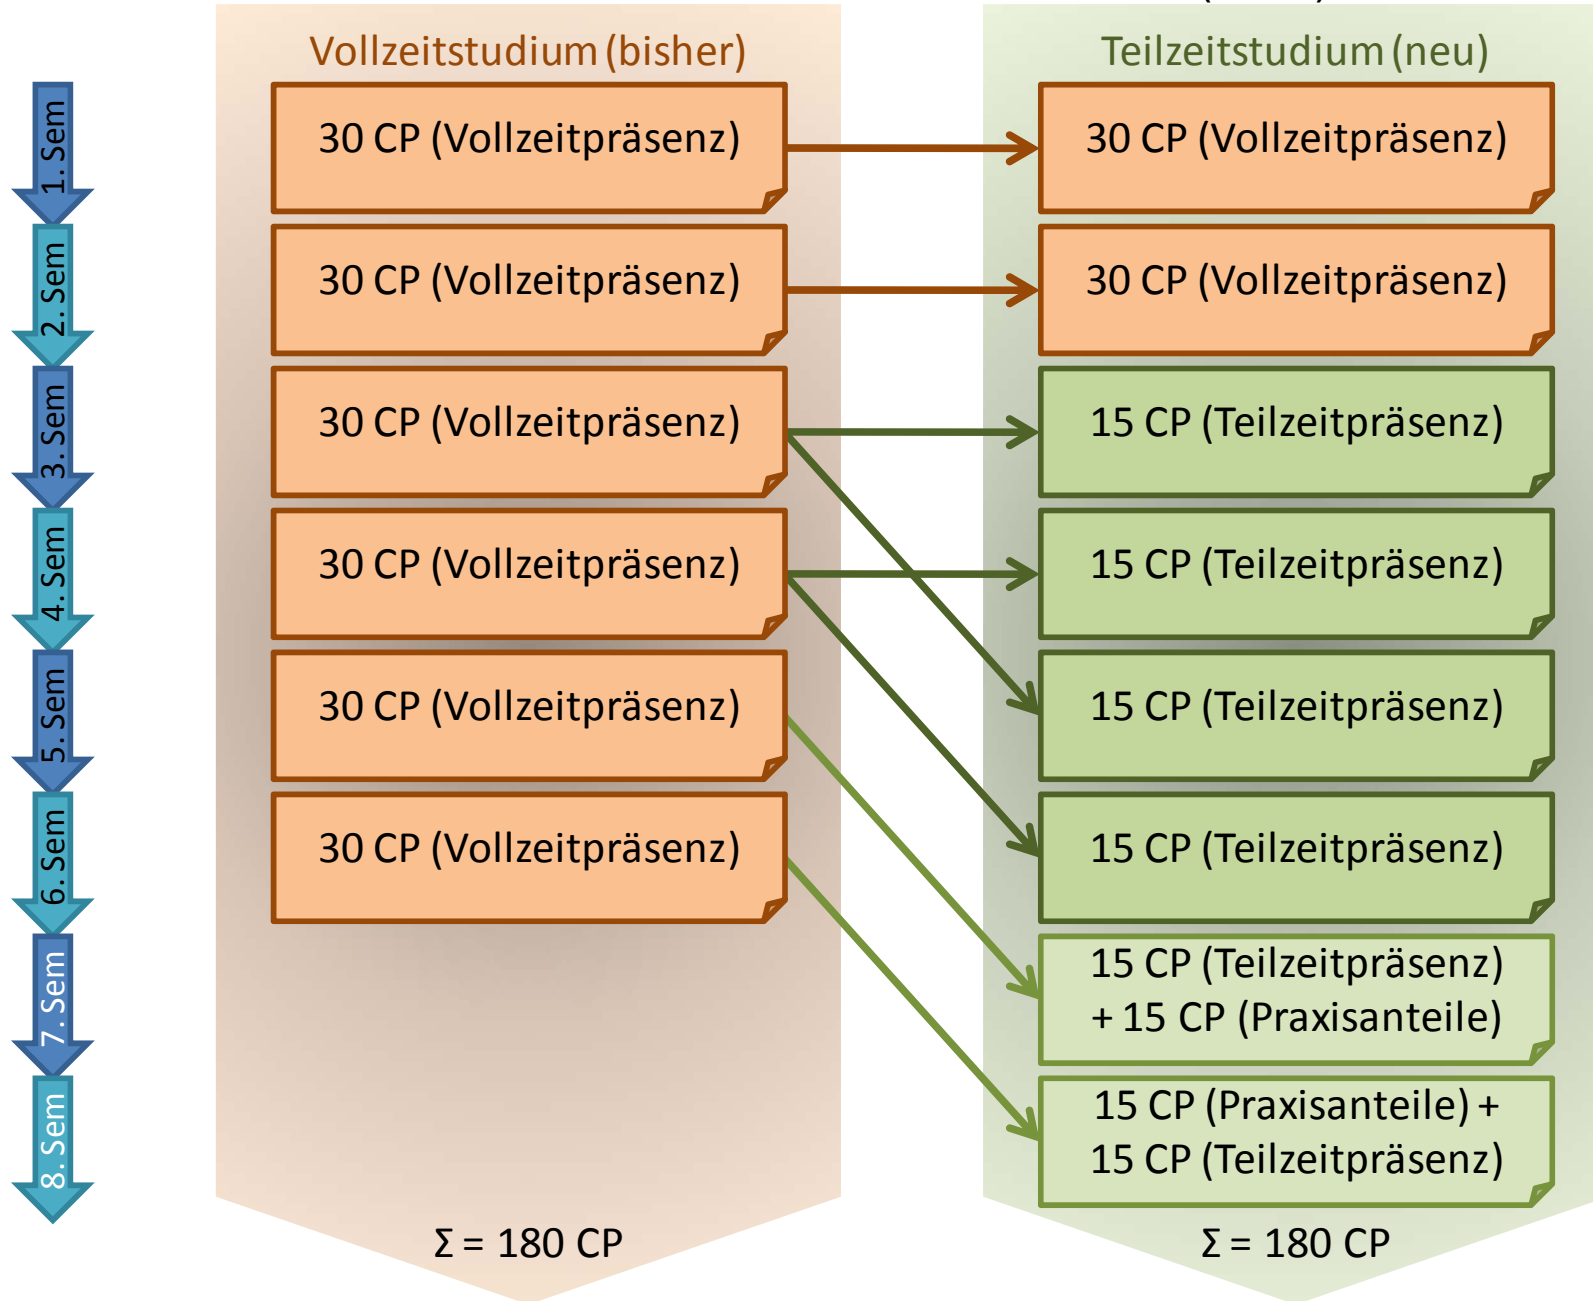 Vollzeitstudium (bisher)
Teilzeitstudium (neu)
1. Sem
30 CP (Vollzeitpräsenz)
30 CP (Vollzeitpräsenz)
2. Sem
30 CP (Vollzeitpräsenz)
30 CP (Vollzeitpräsenz)
3. Sem
30 CP (Vollzeitpräsenz)
15 CP (Teilzeitpräsenz)
4. Sem
30 CP (Vollzeitpräsenz)
15 CP (Teilzeitpräsenz)
5. Sem
30 CP (Vollzeitpräsenz)
15 CP (Teilzeitpräsenz)
6. Sem
30 CP (Vollzeitpräsenz)
15 CP (Teilzeitpräsenz)
7. Sem
15 CP (Teilzeitpräsenz)
+ 15 CP (Praxisanteile)
8. Sem
15 CP (Praxisanteile) +
15 CP (Teilzeitpräsenz)
Σ = 180 CP
Σ = 180 CP